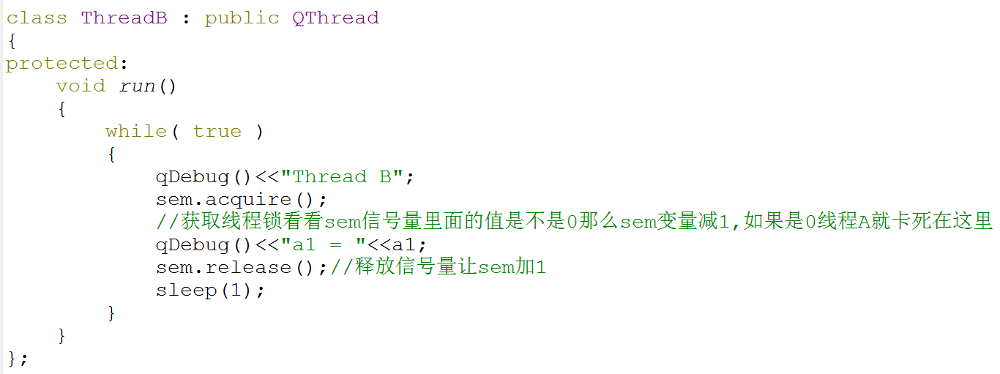 class ThreadB : public QThread
{
protected:
    void run()
    {
        while( true )
        {
            qDebug()<<"Thread B";
            sem.acquire();
            //获取线程锁看看sem信号量里面的值是不是0那么sem变量减1,如果是0线程A就卡死在这里
            qDebug()<<"a1 = "<<a1;
            sem.release();//释放信号量让sem加1
            sleep(1);
        }
    }
};